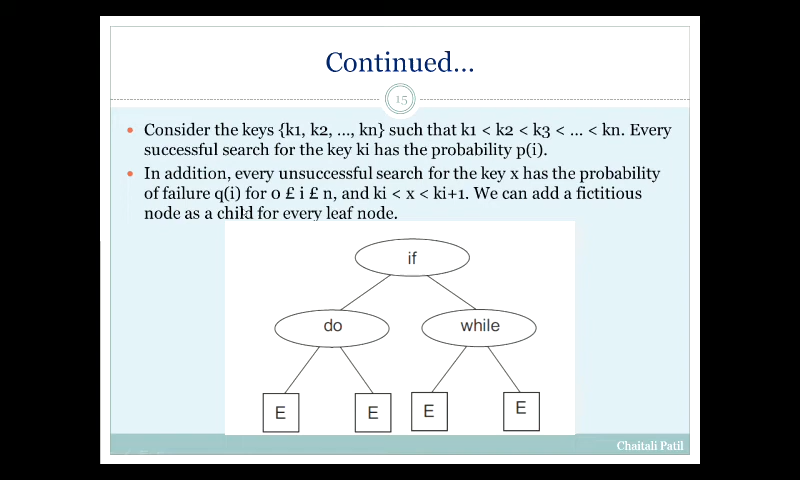 Continued...
15
Consider the keys {k1, k2, ..., kn} such that k1 < k2 < k3 < ... < kn. Every
successful search for the key ki has the probability p(i).
In addition, every unsuccessful search for the key x has the probability
of failure q(i) for 0 £ i £ n, and ki < x < ki+1. We can add a fictitious
node as a child for every leaf node.
if
do while
E E E E
Chaitali Patil